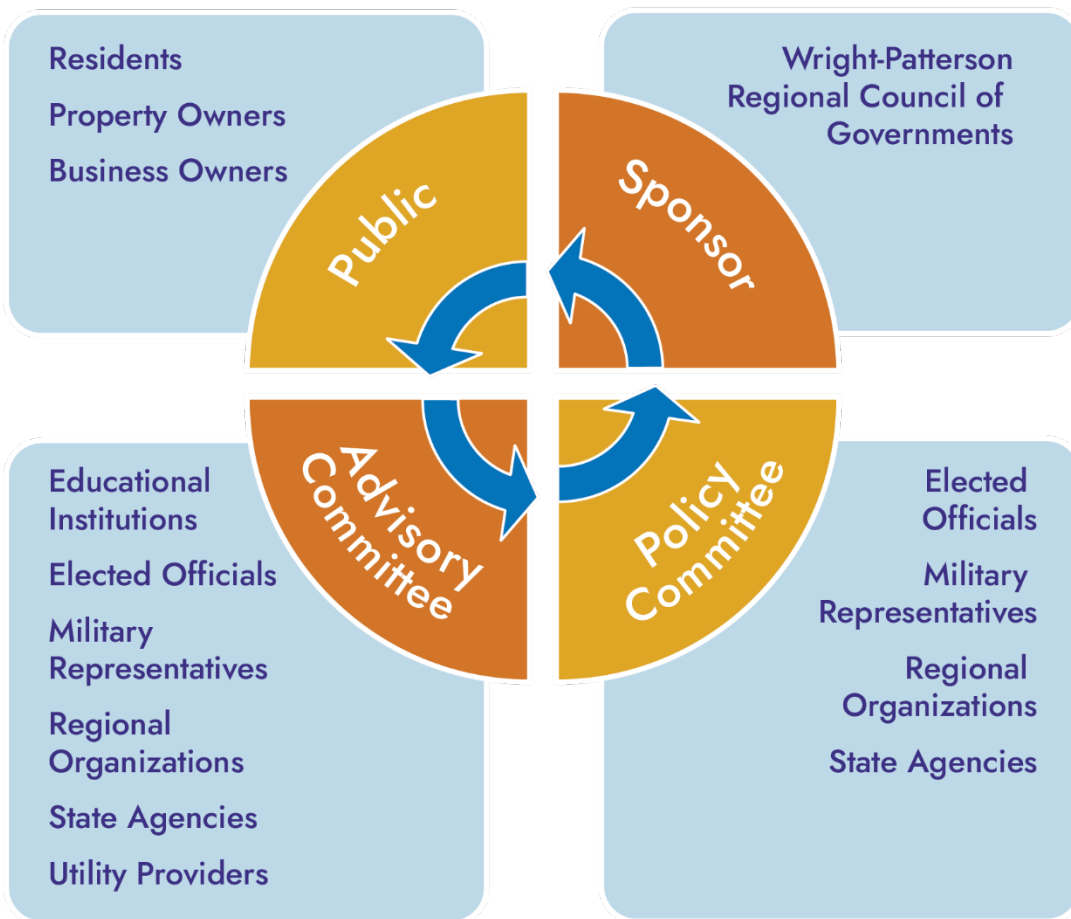 Residents
Property Owners
Business Owners
Public
Wright-Patterson
Regional Council of
Governments
Sponsor
Educational
Institutions
Elected Officials
Military
Representatives
Regional
Organizations
State Agencies
Utility Providers
Advisory
Committee
Policy
Committee
Elected
Officials
Military
Representatives
Regional
Organizations
State Agencies